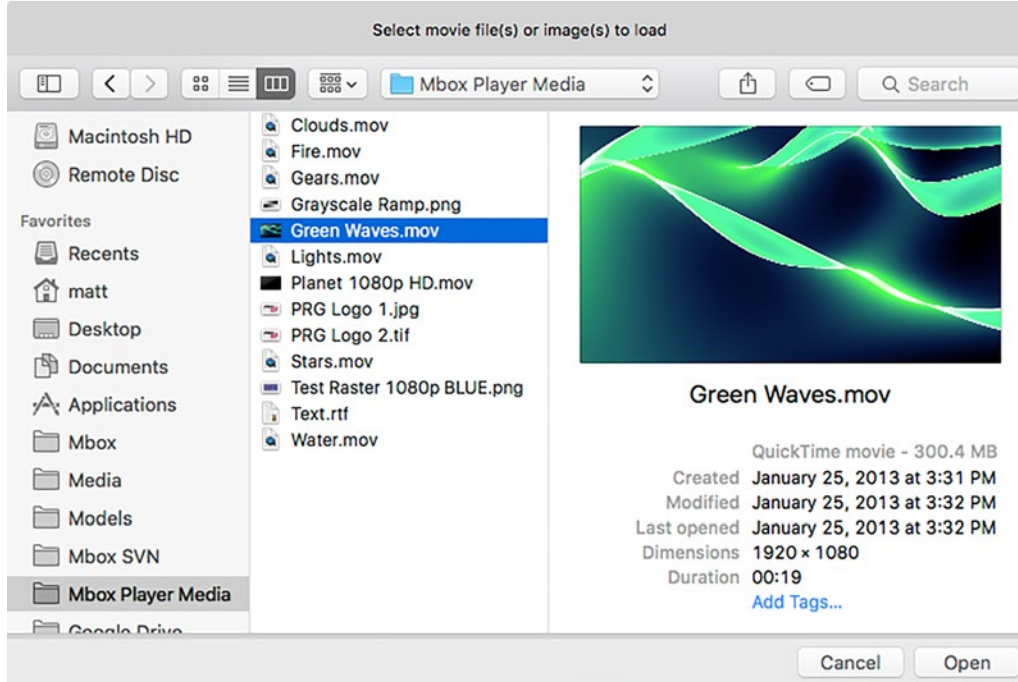 Select movie file(s) or image(s) to load
Mbox Player Media
Search
Macintosh HD
Remote Disc
Favorites
Recents
matt
Desktop
Documents
Applications
Mbox
Media
Models
Mbox SVN
Mbox Player Media
Google Drive
Clouds.mov
Fire.mov
Gears.mov
Grayscale Ramp.png
Green Waves.mov
Lights.mov
Planet 1080p HD.mov
PRG Logo 1.jpg
PRG Logo 2.tif
Stars.mov
Test Raster 1080p BLUE.png
Text.rtf
Water.mov
Green Waves.mov
QuickTime movie - 300.4 MB
Created January 25, 2013 at 3:31 PM
Modified January 25, 2013 at 3:32 PM
Last opened January 25, 2013 at 3:32 PM
Dimensions 1920 × 1080
Duration 00:19
Add Tags...
Cancel Open